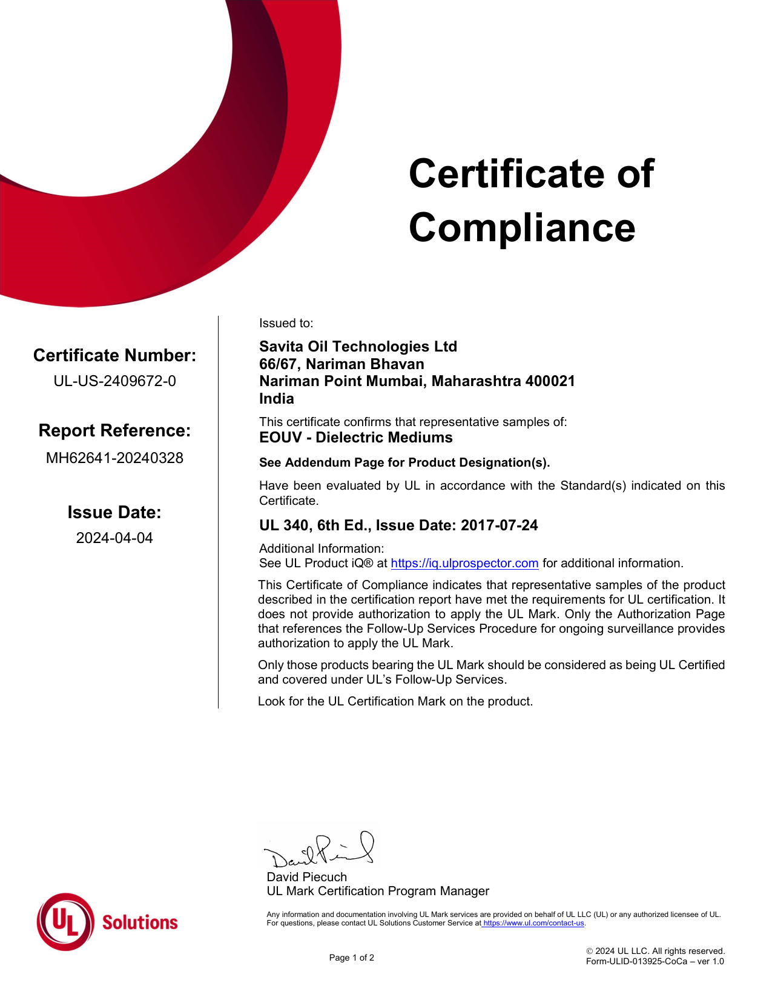 Certificate of
Compliance
Certificate Number:
UL-US-2409672-0
Report Reference:
MH62641-20240328
Issue Date:
2024-04-04
Issued to:
Savita Oil Technologies Ltd
66/67, Nariman Bhavan
Nariman Point Mumbai, Maharashtra 400021
India
This certificate confirms that representative samples of:
EOUV - Dielectric Mediums
See Addendum Page for Product Designation(s).
Have been evaluated by UL in accordance with the Standard(s) indicated on this
Certificate.
UL 340, 6th Ed., Issue Date: 2017-07-24
Additional Information:
See UL Product iQ® at https://iq.ulprospector.com for additional information.
This Certificate of Compliance indicates that representative samples of the product
described in the certification report have met the requirements for UL certification. It
does not provide authorization to apply the UL Mark. Only the Authorization Page
that references the Follow-Up Services Procedure for ongoing surveillance provides
authorization to apply the UL Mark.
Only those products bearing the UL Mark should be considered as being UL Certified
and covered under UL’s Follow-Up Services.
Look for the UL Certification Mark on the product.
David Piecuch
UL Mark Certification Program Manager
UL Solutions
Any information and documentation involving UL Mark services are provided on behalf of UL LLC (UL) or any authorized licensee of UL.
For questions, please contact UL Solutions Customer Service at https://www.ul.com/contact-us.
Page 1 of 2
© 2024 UL LLC. All rights reserved.
Form-ULID-013925-CoCa – ver 1.0